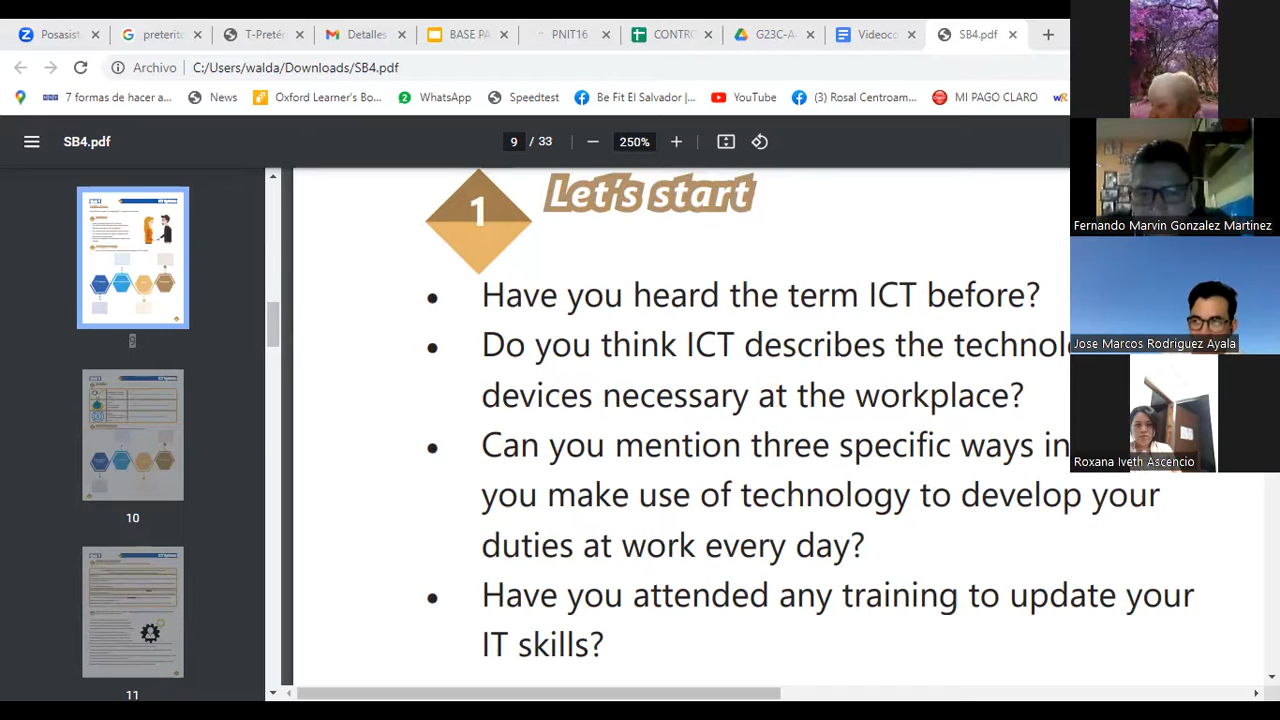 Posasist
preterit
T-Pretér
Detalles
BASE PA
PNIT16
CONTRO
G23C-A
Videoco
SB4.pdf
Archivo C:/Users/walda/Downloads/SB4.pdf
7 formas de hacer a...
News
Oxford Learner's Bo...
WhatsApp
Speedtest
Be Fit El Salvador |...
YouTube
(3) Rosal Centroam...
MI PAGO CLARO
SB4.pdf
9 / 33
250%
1 Let's start
• Have you heard the term ICT before?
• Do you think ICT describes the technol
devices necessary at the workplace?
• Can you mention three specific ways in
you make use of technology to develop your
duties at work every day?
• Have you attended any training to update your
IT skills?
9
10
11
Fernando Marvin Gonzalez Martinez
Jose Marcos Rodriguez Ayala
Roxana Iveth Ascencio